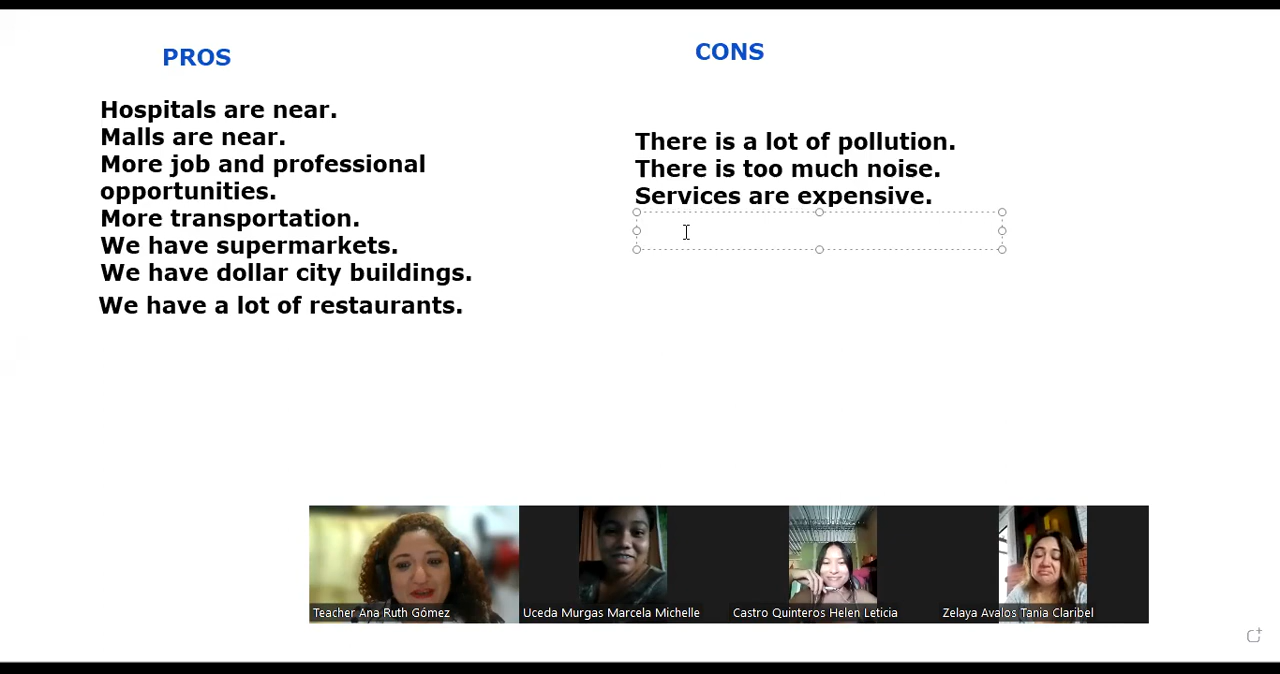 PROS
Hospitals are near.
Malls are near.
More job and professional
opportunities.
More transportation.
We have supermarkets.
We have dollar city buildings.
We have a lot of restaurants.
CONS
There is a lot of pollution.
There is too much noise.
Services are expensive.
Teacher Ana Ruth Gómez
Uceda Murgas Marcela Michelle
Castro Quinteros Helen Leticia
Zelaya Avalos Tania Claribel